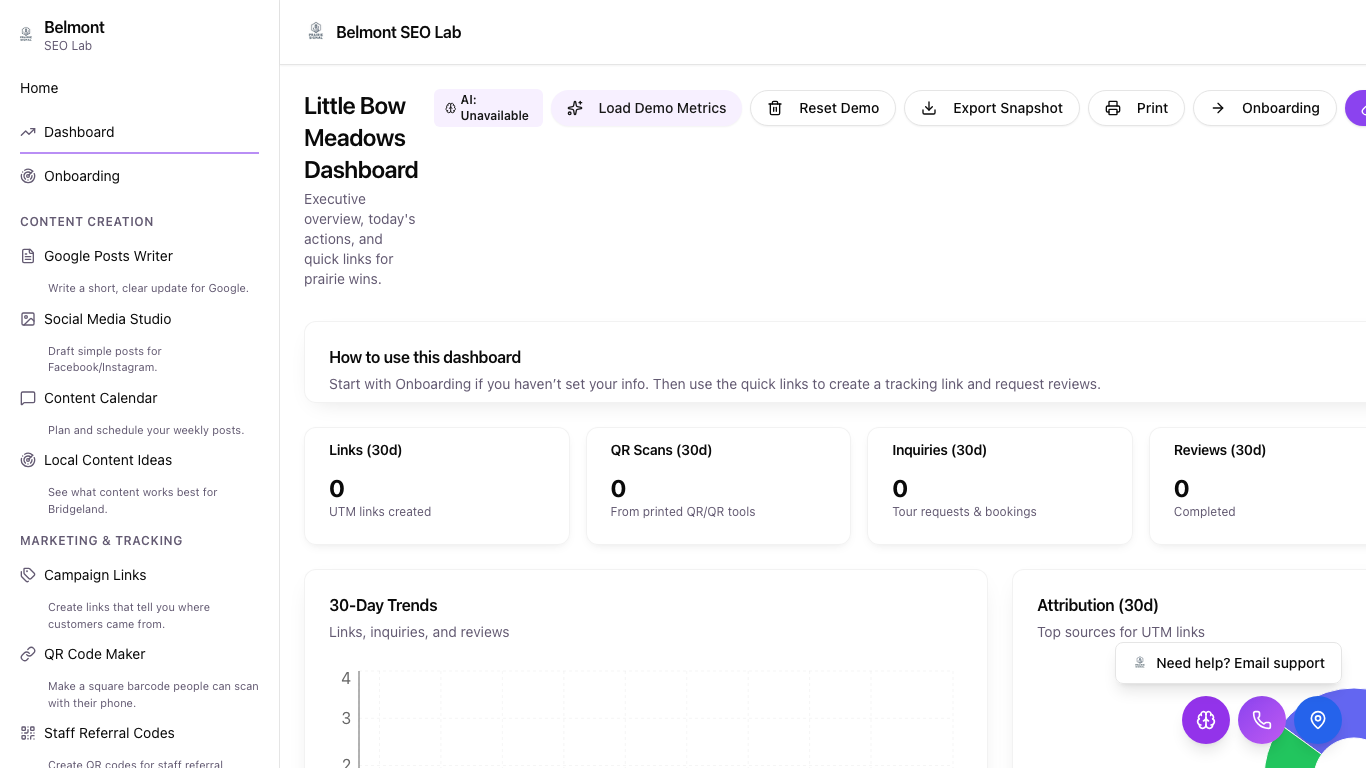 Belmont
SEO Lab
Home
Dashboard
Onboarding
CONTENT CREATION
Google Posts Writer
Write a short, clear update for Google.
Social Media Studio
Draft simple posts for
Facebook/Instagram.
Content Calendar
Plan and schedule your weekly posts.
Local Content Ideas
See what content works best for
Bridgeland.
MARKETING & TRACKING
Campaign Links
Create links that tell you where
customers came from.
QR Code Maker
Make a square barcode people can scan
with their phone.
Staff Referral Codes
Create QR codes for staff referral
Belmont SEO Lab
Little Bow
Meadows
Dashboard
Executive
overview, today's
actions, and
quick links for
prairie wins.
AI:
Unavailable
Load Demo Metrics
Reset Demo
Export Snapshot
Print
Onboarding
How to use this dashboard
Start with Onboarding if you haven’t set your info. Then use the quick links to create a tracking link and request reviews.
Links (30d)
0
UTM links created
QR Scans (30d)
0
From printed QR/QR tools
Inquiries (30d)
0
Tour requests & bookings
Reviews (30d)
0
Completed
30-Day Trends
Links, inquiries, and reviews
4
3
2
Attribution (30d)
Top sources for UTM links
Need help? Email support